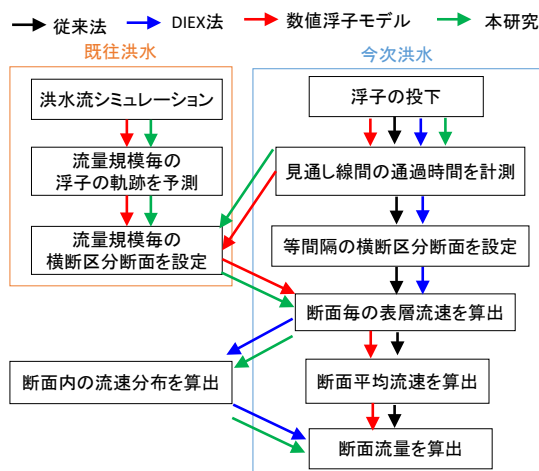 従来法
DIEX法
数値浮子モデル
本研究
既往洪水
今次洪水
洪水流シミュレーション
流量規模毎の
浮子の軌跡を予測
流量規模毎の
横断区分断面を設定
浮子の投下
見通し線間の通過時間を計測
等間隔の横断区分断面を設定
断面毎の表層流速を算出
断面内の流速分布を算出
断面平均流速を算出
断面流量を算出